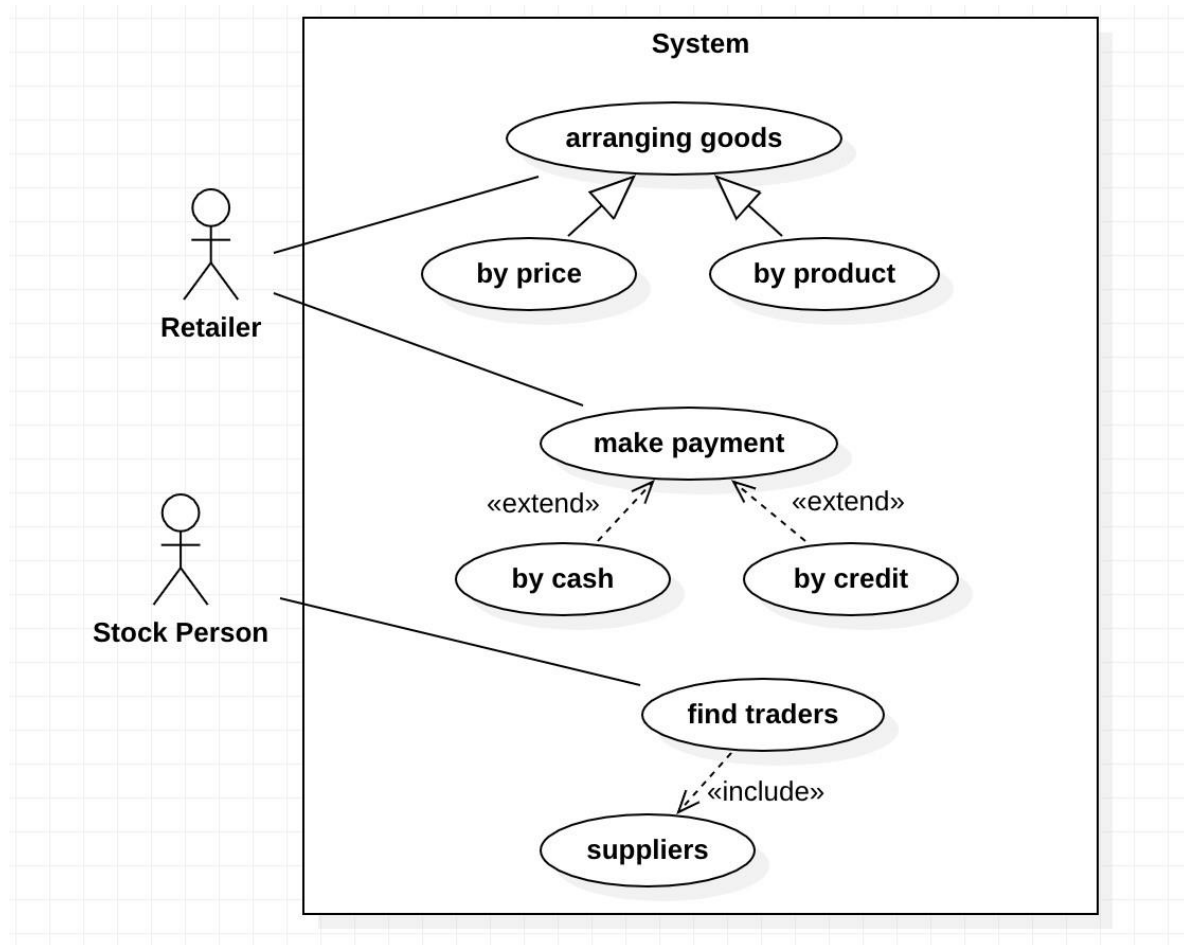 System
arranging goods
by price
by product
Retailer
make payment
«extend»
«extend»
by cash
by credit
Stock Person
find traders
«include»
suppliers